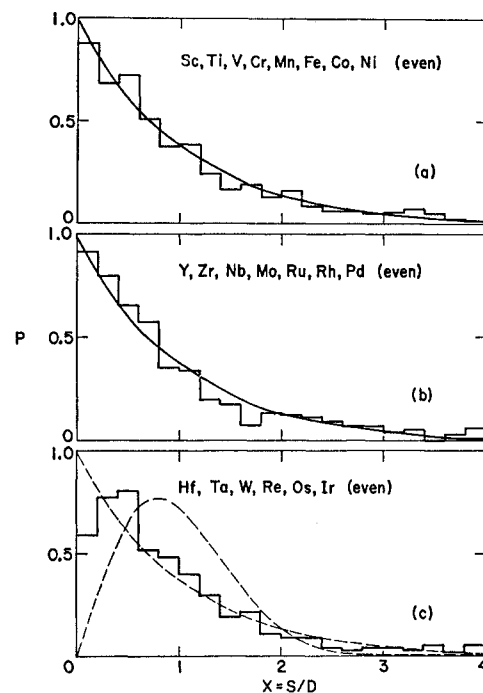 1.0
Sc, Ti, V, Cr, Mn, Fe, Co, Ni (even)
0.5
(a)
0
1.0
Y, Zr, Nb, Mo, Ru, Rh, Pd (even)
P
0.5
(b)
0
1.0
Hf, Ta, W, Re, Os, Ir (even)
0.5
(c)
0 1 2 3 4
X = S/D